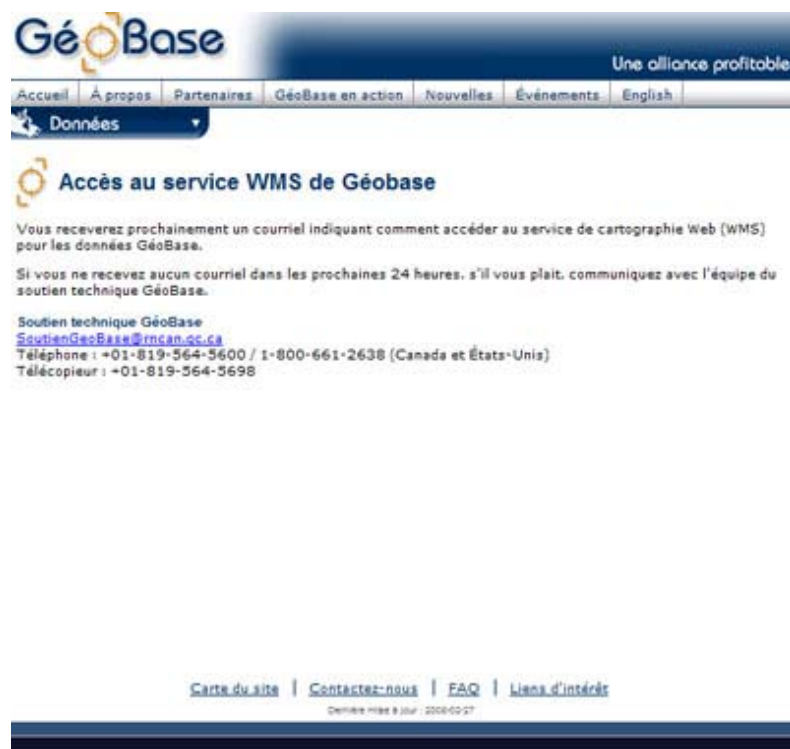 GéoBase
Une alliance profitable
Accueil À propos Partenaires GéoBase en action Nouvelles Événements English
Données
Accès au service WMS de Géobase
Vous receverez prochainement un courriel indiquant comment accéder au service de cartographie Web (WMS)
pour les données GéoBase.
Si vous ne recevez aucun courriel dans les prochaines 24 heures, s'il vous plait, communiquez avec l'équipe du
soutien technique GéoBase.
Soutien technique GéoBase
SoutienGeoBase@rncan.gc.ca
Téléphone : +01-819-564-5600 / 1-800-661-2638 (Canada et États-Unis)
Télécopieur : +01-819-564-5698
Carte du site | Contactez-nous | FAQ | Liens d'intérêt
Dernière mise à jour :